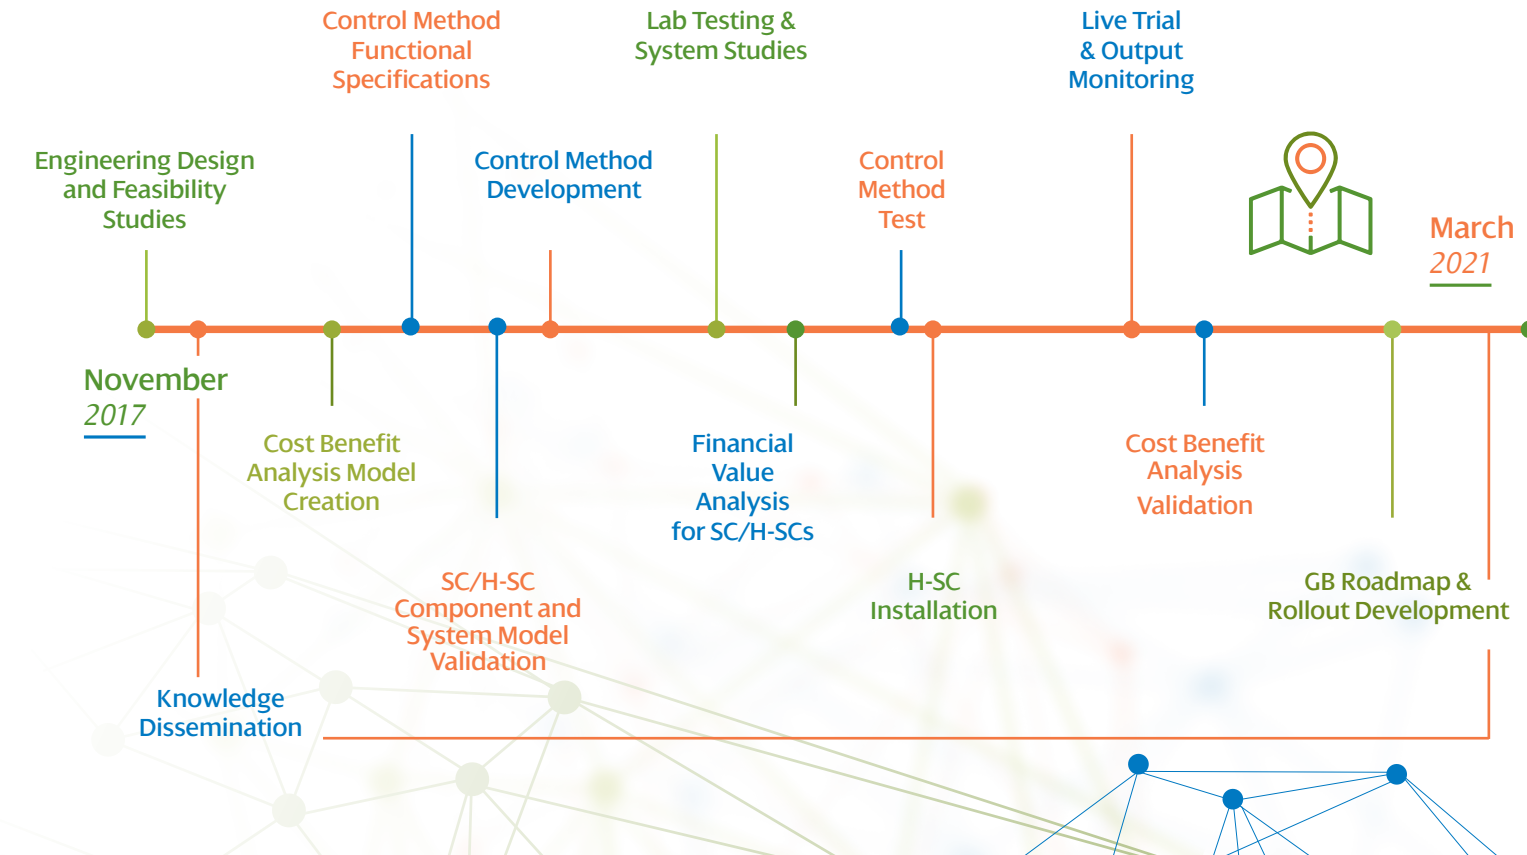 Control Method
Functional
Specifications
Lab Testing &
System Studies
Live Trial
& Output
Monitoring
Engineering Design
and Feasibility
Studies
Control Method
Development
Control
Method
Test
March
2021
November
2017
Cost Benefit
Analysis Model
Creation
Financial
Value
Analysis
for SC/H-SCs
Cost Benefit
Analysis
Validation
SC/H-SC
Component and
System Model
Validation
H-SC
Installation
GB Roadmap &
Rollout Development
Knowledge
Dissemination